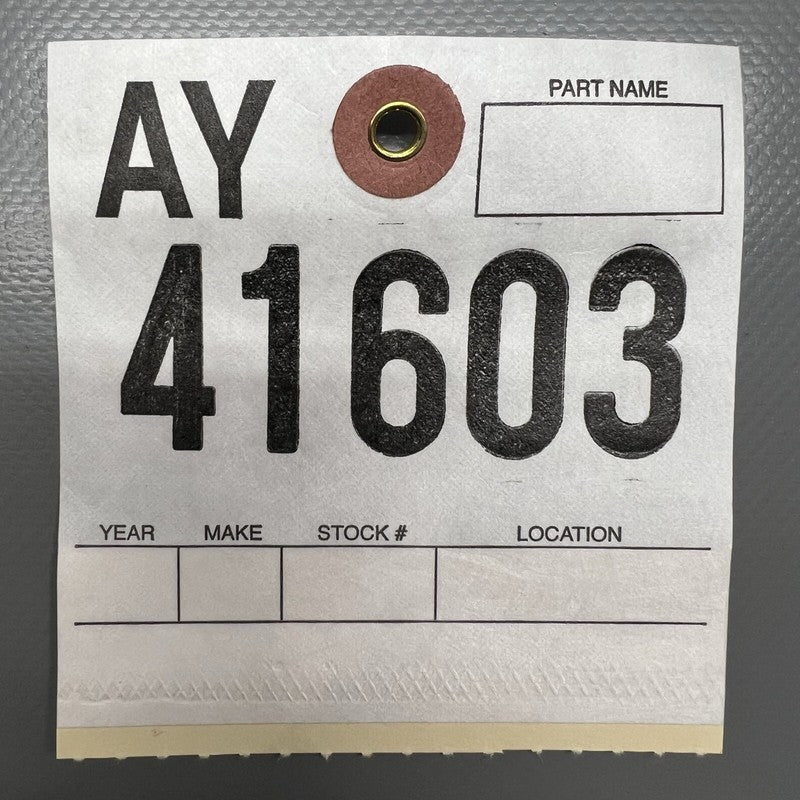 AY
PART NAME
41603
YEAR MAKE STOCK # LOCATION